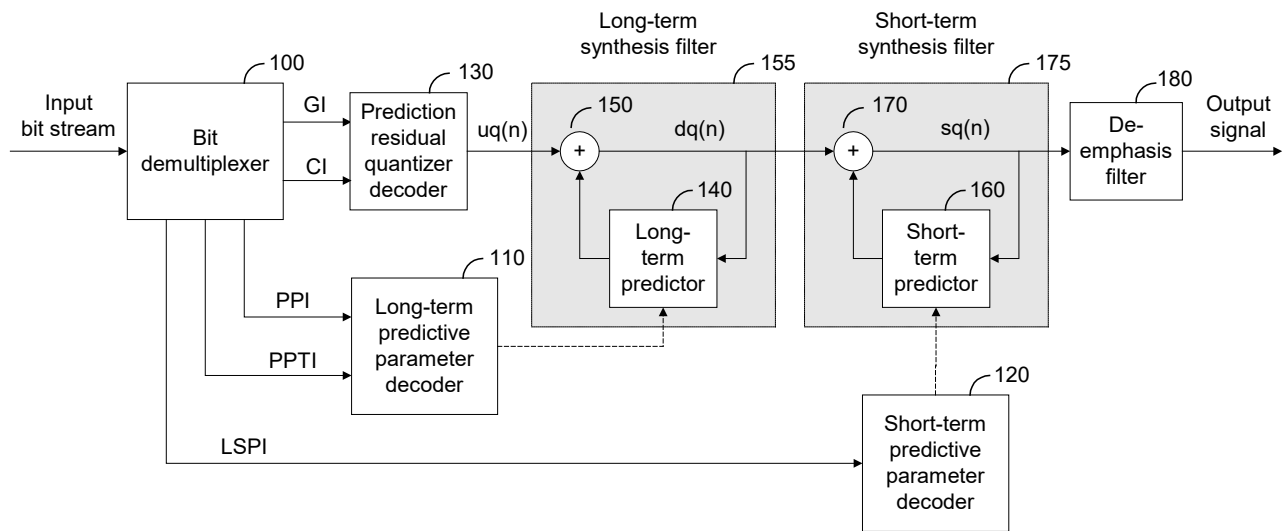 Long-term
synthesis filter
Short-term
synthesis filter
100
130
155
175
180
Input
bit stream
Bit
demultiplexer
GI
CI
Prediction
residual
quantizer
decoder
uq(n)
150
+
dq(n)
140
Long-
term
predictor
170
+
sq(n)
160
Short-
term
predictor
De-
emphasis
filter
Output
signal
PPI
PPTI
110
Long-term
predictive
parameter
decoder
LSPI
120
Short-term
predictive
parameter
decoder